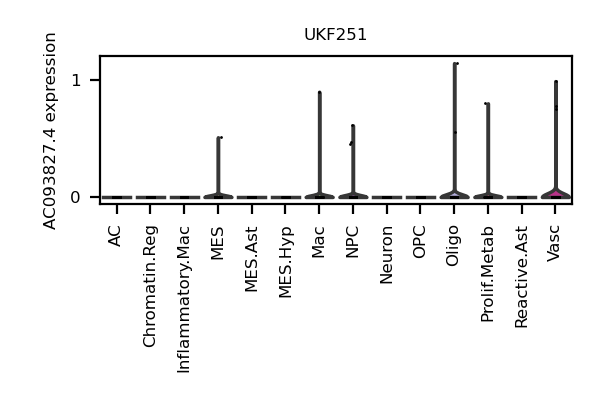 UKF251
AC093827.4 expression
1
0
AC
Chromatin.Reg
Inflammatory.Mac
MES
MES.Ast
MES.Hyp
Mac
NPC
Neuron
OPC
Oligo
Prolif.Metab
Reactive.Ast
Vasc